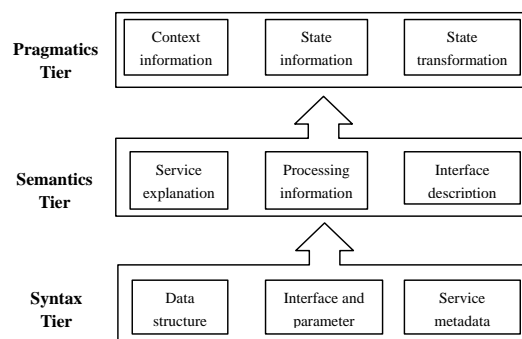 Pragmatics
Tier
Context
information
State
information
State
transformation
Semantics
Tier
Service
explanation
Processing
information
Interface
description
Syntax
Tier
Data
structure
Interface and
parameter
Service
metadata